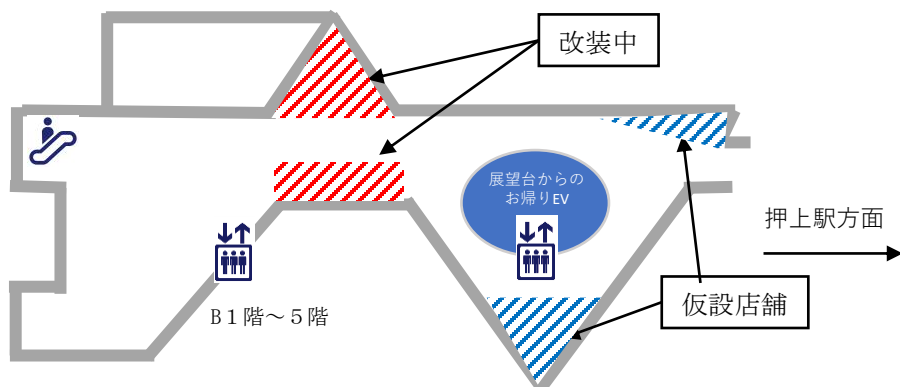 改装中
展望台からの
お帰りEV
押上駅方面
仮設店舗
B1階～5階